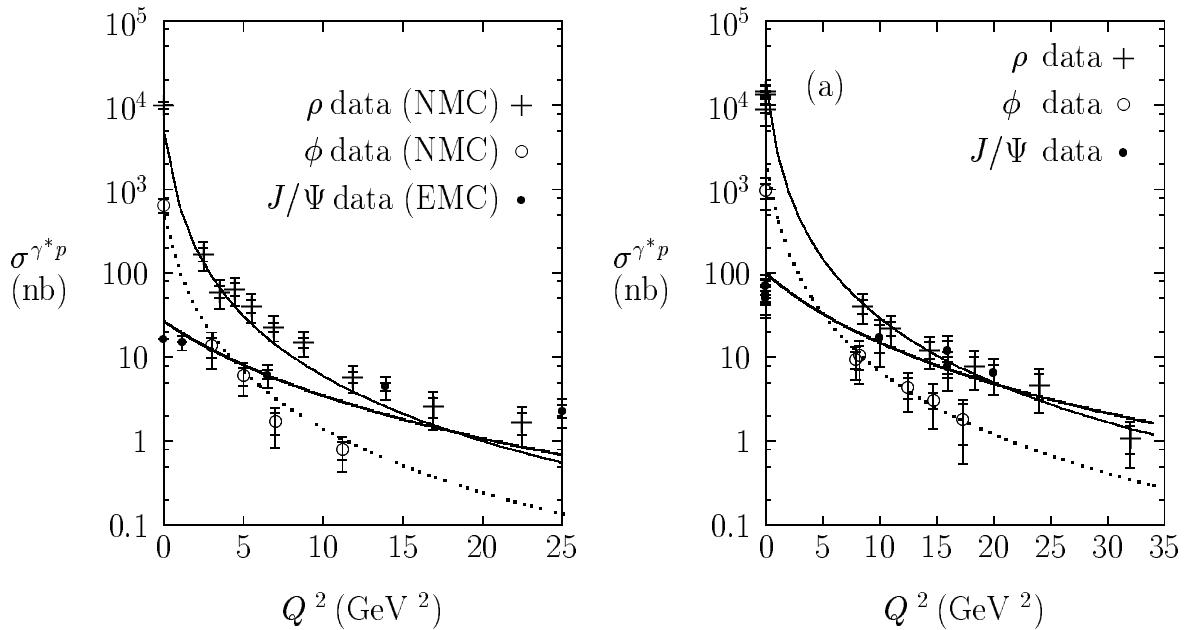 10^5
10^4
10^3
100
10
1
0.1
σ^{γ*p}
(nb)
ρ data (NMC) +
ϕ data (NMC) ○
J/Ψ data (EMC) •
0 5 10 15 20 25
Q^2 (GeV^2)
10^5
10^4
10^3
100
10
1
0.1
σ^{γ*p}
(nb)
(a)
ρ data +
ϕ data ○
J/Ψ data •
0 5 10 15 20 25 30 35
Q^2 (GeV^2)